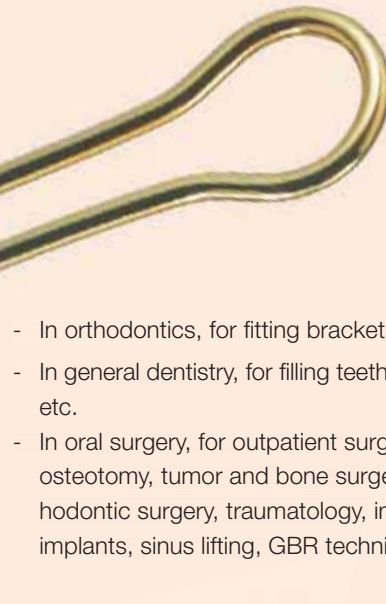 - In orthodontics, for fitting bracket
- In general dentistry, for filling teeth
etc.
- In oral surgery, for outpatient surg
osteotomy, tumor and bone surge
hodontic surgery, traumatology, in
implants, sinus lifting, GBR techni